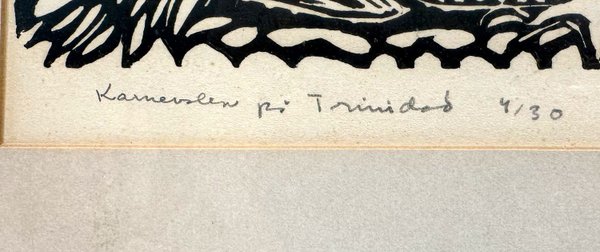 Karnevalen på Trinidad 4/30